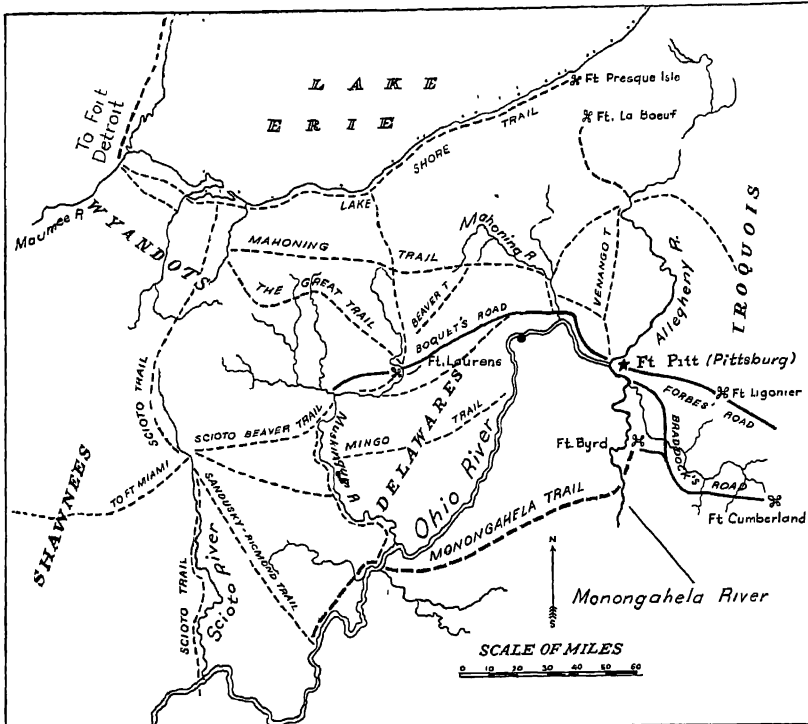 LAKE
ERIE
Ft Presque Isle
Ft. La Boeuf
To Fort
Detroit
LAKE SHORE TRAIL
Maumee R
WYANDOTS
IROQUOIS
MAHONING TRAIL
Mahoning R
VENANGO T
Allegheny R.
THE GREAT TRAIL
BEAVER T
BOQUET'S ROAD
Ft. Laurens
Ft Pitt (Pittsburg)
Ft Ligonier
FORBES' ROAD
SCIOTO TRAIL
SCIOTO BEAVER TRAIL
MINGO TRAIL
Muskingum R
DELAWARES
Ohio River
Ft. Byrd
BRADDOCK'S ROAD
Ft Cumberland
TO FT MIAMI
SHAWNEES
SANDUSKY-RICMOND TRAIL
SCIOTO TRAIL
Scioto River
MONONGAHELA TRAIL
N
S
Monongahela River
SCALE OF MILES
0 10 20 30 40 50 60